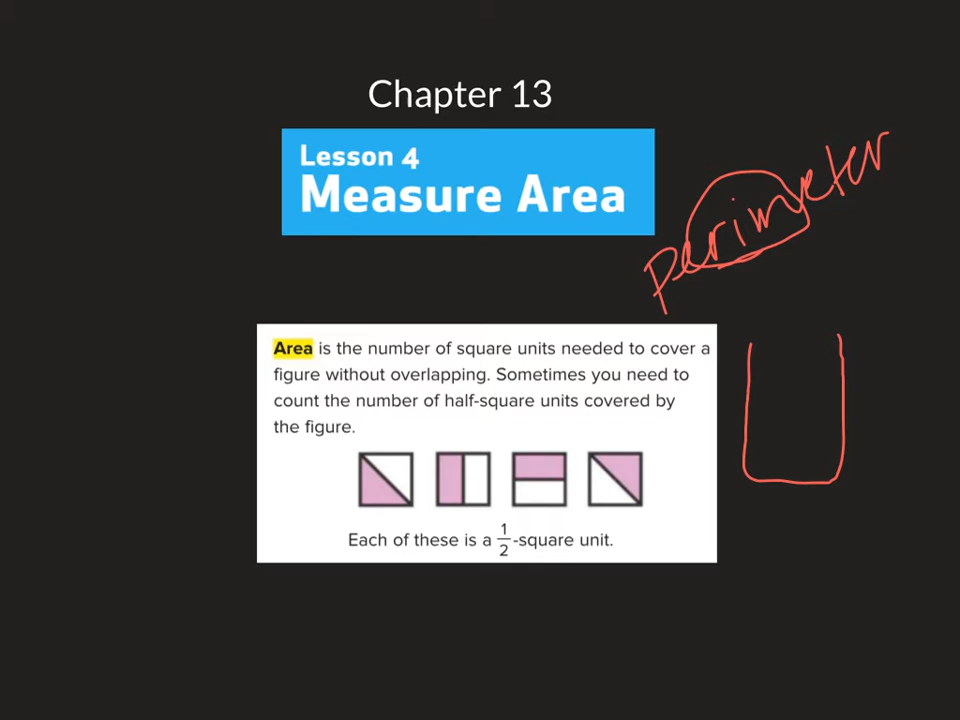 Chapter 13
Lesson 4
Measure Area
Perimeter
Area is the number of square units needed to cover a
figure without overlapping. Sometimes you need to
count the number of half-square units covered by
the figure.
Each of these is a 1/2-square unit.